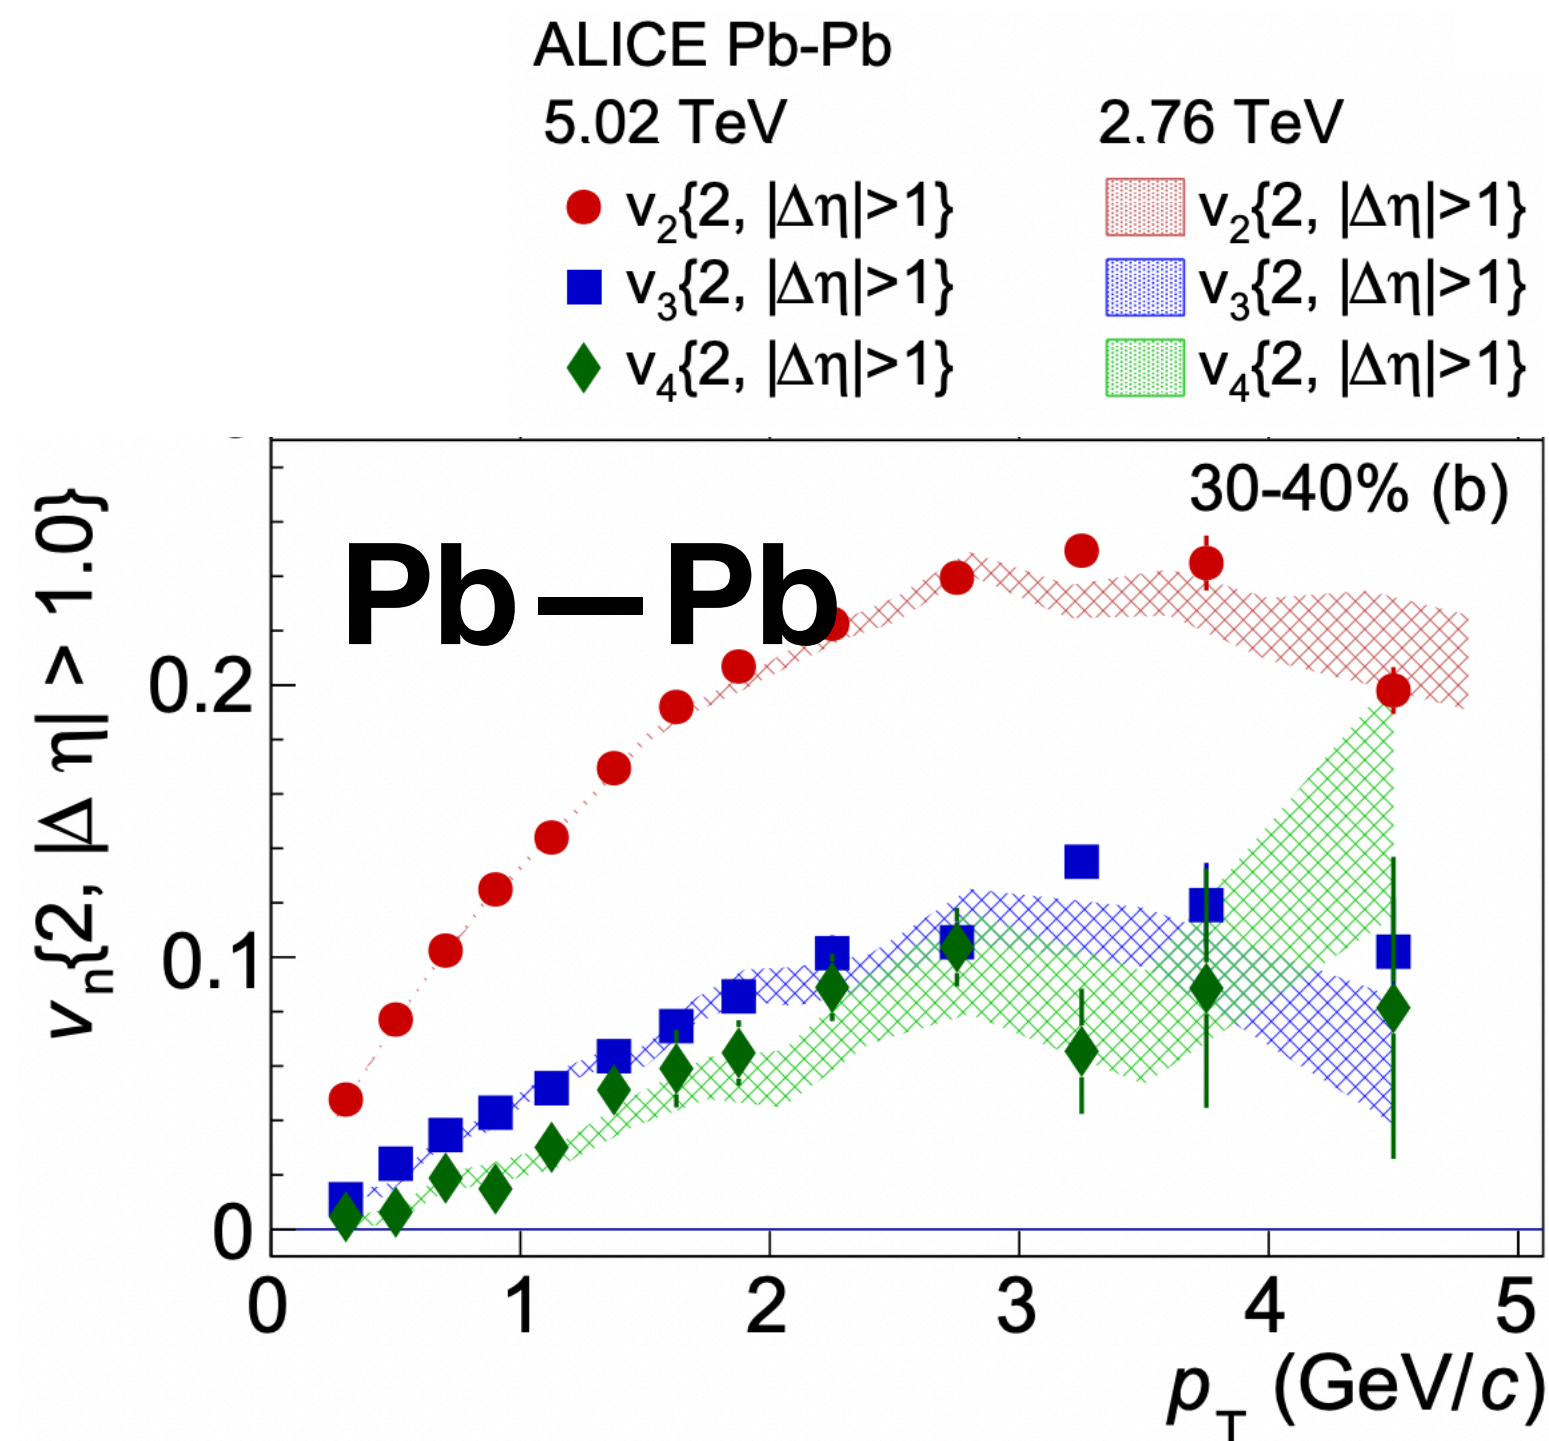 ALICE Pb-Pb
5.02 TeV
2.76 TeV
v2{2, |Δη|>1}
v2{2, |Δη|>1}
v3{2, |Δη|>1}
v3{2, |Δη|>1}
v4{2, |Δη|>1}
v4{2, |Δη|>1}
30-40% (b)
Pb—Pb
vn{2, |Δ η| > 1.0}
0.2
0.1
0
0 1 2 3 4 5
pT (GeV/c)